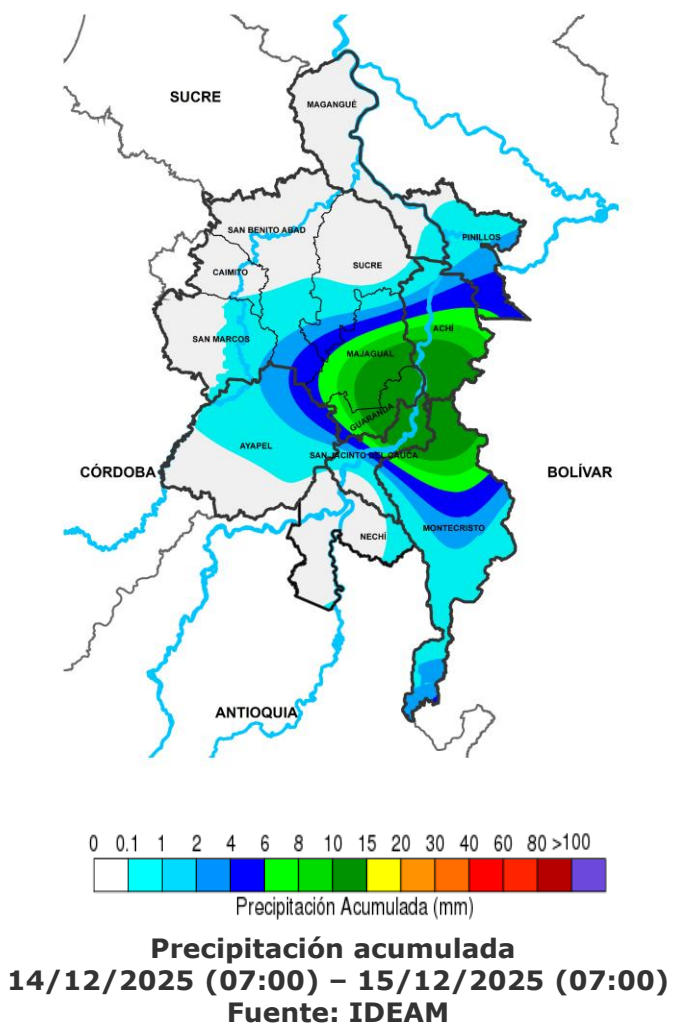 SUCRE
MAGANGUÉ
SAN BENITO ABAD
PINILLOS
SUCRE
CAIMITO
ACHÍ
SAN MARCOS
MAJAGUAL
GUARANDA
AYAPEL
SAN JACINTO DEL CAUCA
CÓRDOBA
BOLÍVAR
MONTECRISTO
NECHÍ
ANTIOQUIA
0 0.1 1 2 4 6 8 10 15 20 30 40 60 80 >100
Precipitación Acumulada (mm)
Precipitación acumulada
14/12/2025 (07:00) – 15/12/2025 (07:00)
Fuente: IDEAM